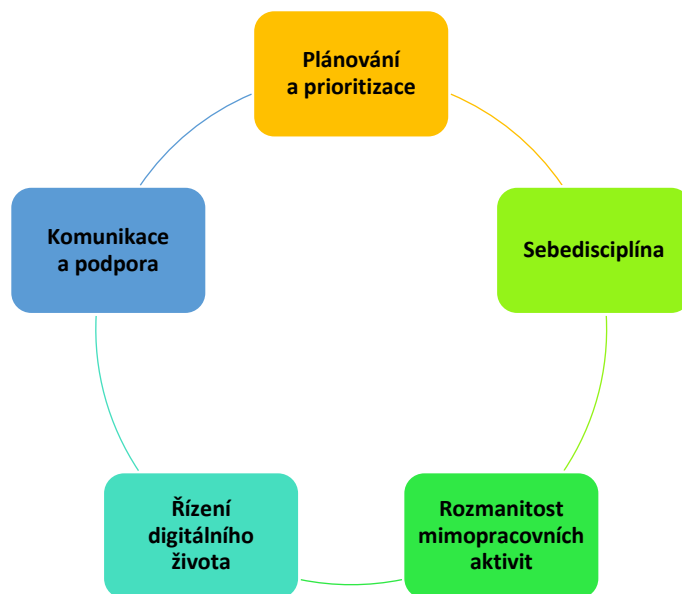 Plánování
a prioritizace
Sebedisciplína
Rozmanitost
mimopracovních
aktivit
Řízení
digitálního
života
Komunikace
a podpora